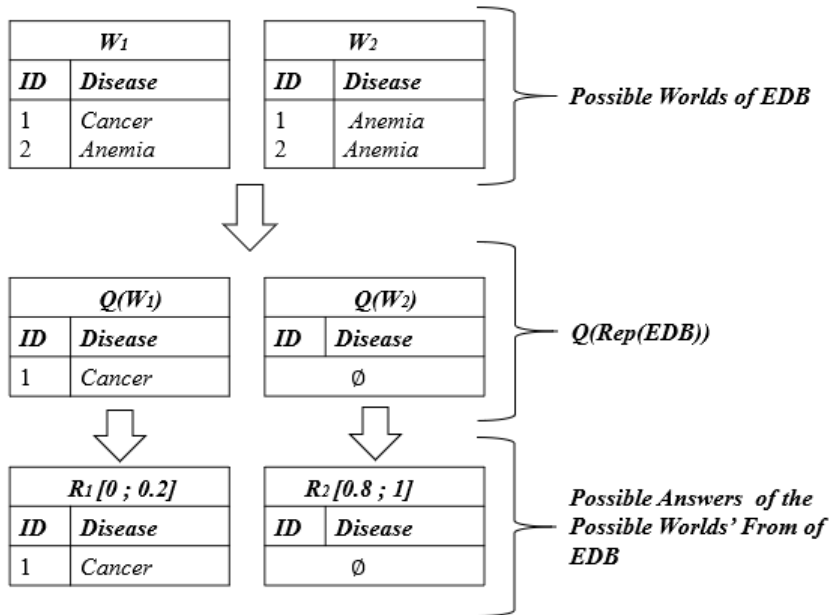 W1 W2
ID Disease ID Disease
1 Cancer 1 Anemia
2 Anemia 2 Anemia
Possible Worlds of EDB
Q(W1) Q(W2)
ID Disease ID Disease
1 Cancer ∅
Q(Rep(EDB))
R1 [0 ; 0.2] R2 [0.8 ; 1]
ID Disease ID Disease
1 Cancer ∅
Possible Answers of the
Possible Worlds’ From of
EDB